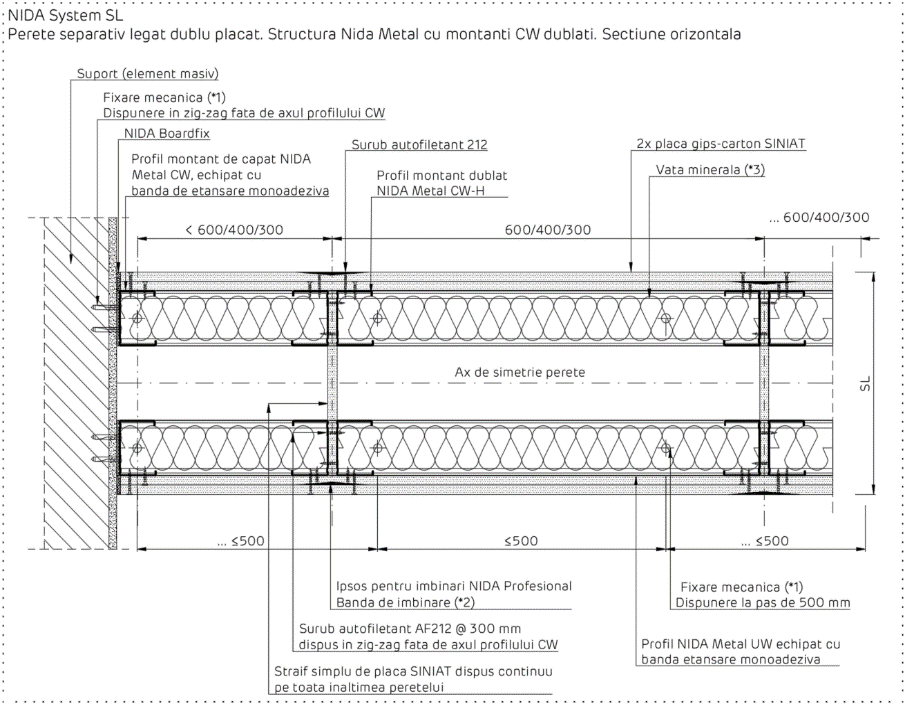 NIDA System SL
Perete separativ legat dublu placat. Structura Nida Metal cu montanti CW dublati. Sectiune orizontala
Suport (element masiv)
Fixare mecanica (*1)
Dispunere in zig-zag fata de axul profilului CW
NIDA Boardfix
Profil montant de capat NIDA
Metal CW, echipat cu
banda de etansare monoadeziva
Surub autofiletant 212
Profil montant dublat
NIDA Metal CW-H
2x placa gips-carton SINIAT
Vata minerala (*3)
< 600/400/300
600/400/300
... 600/400/300
Ax de simetrie perete
SL
... ≤500
≤500
... ≤500
Ipsos pentru imbinari NIDA Profesional
Banda de imbinare (*2)
Surub autofiletant AF212 @ 300 mm
dispus in zig-zag fata de axul profilului CW
Straif simplu de placa SINIAT dispus continuu
pe toata inaltimea peretelui
Fixare mecanica (*1)
Dispunere la pas de 500 mm
Profil NIDA Metal UW echipat cu
banda etansare monoadeziva